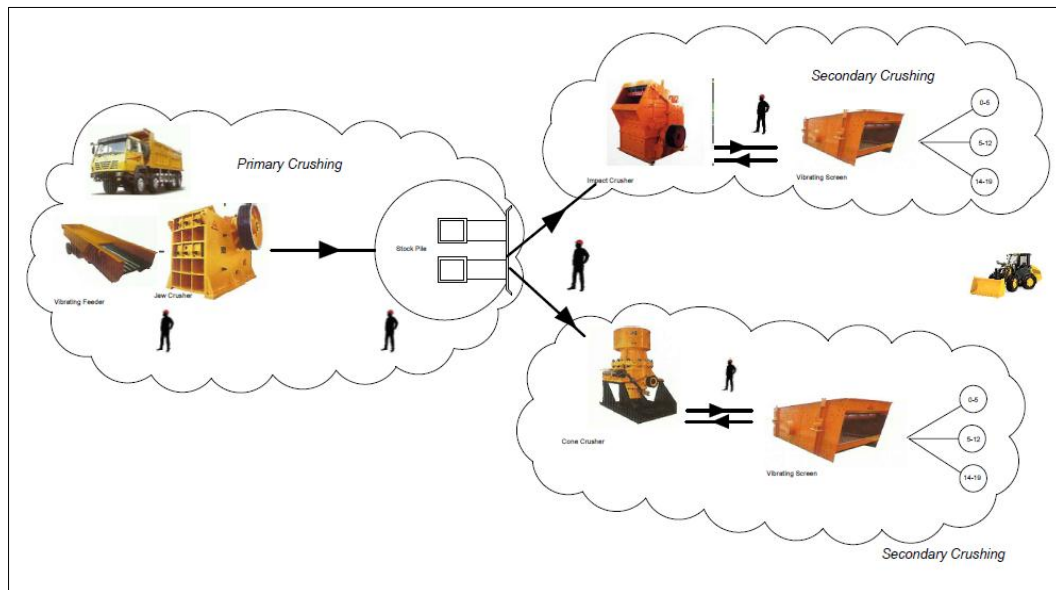 Secondary Crushing
0-5
5-12
14-19
Impact Crusher
Vibrating Screen
Primary Crushing
Stock Pile
Vibrating Feeder
Jaw Crusher
0-5
5-12
14-19
Cone Crusher
Vibrating Screen
Secondary Crushing